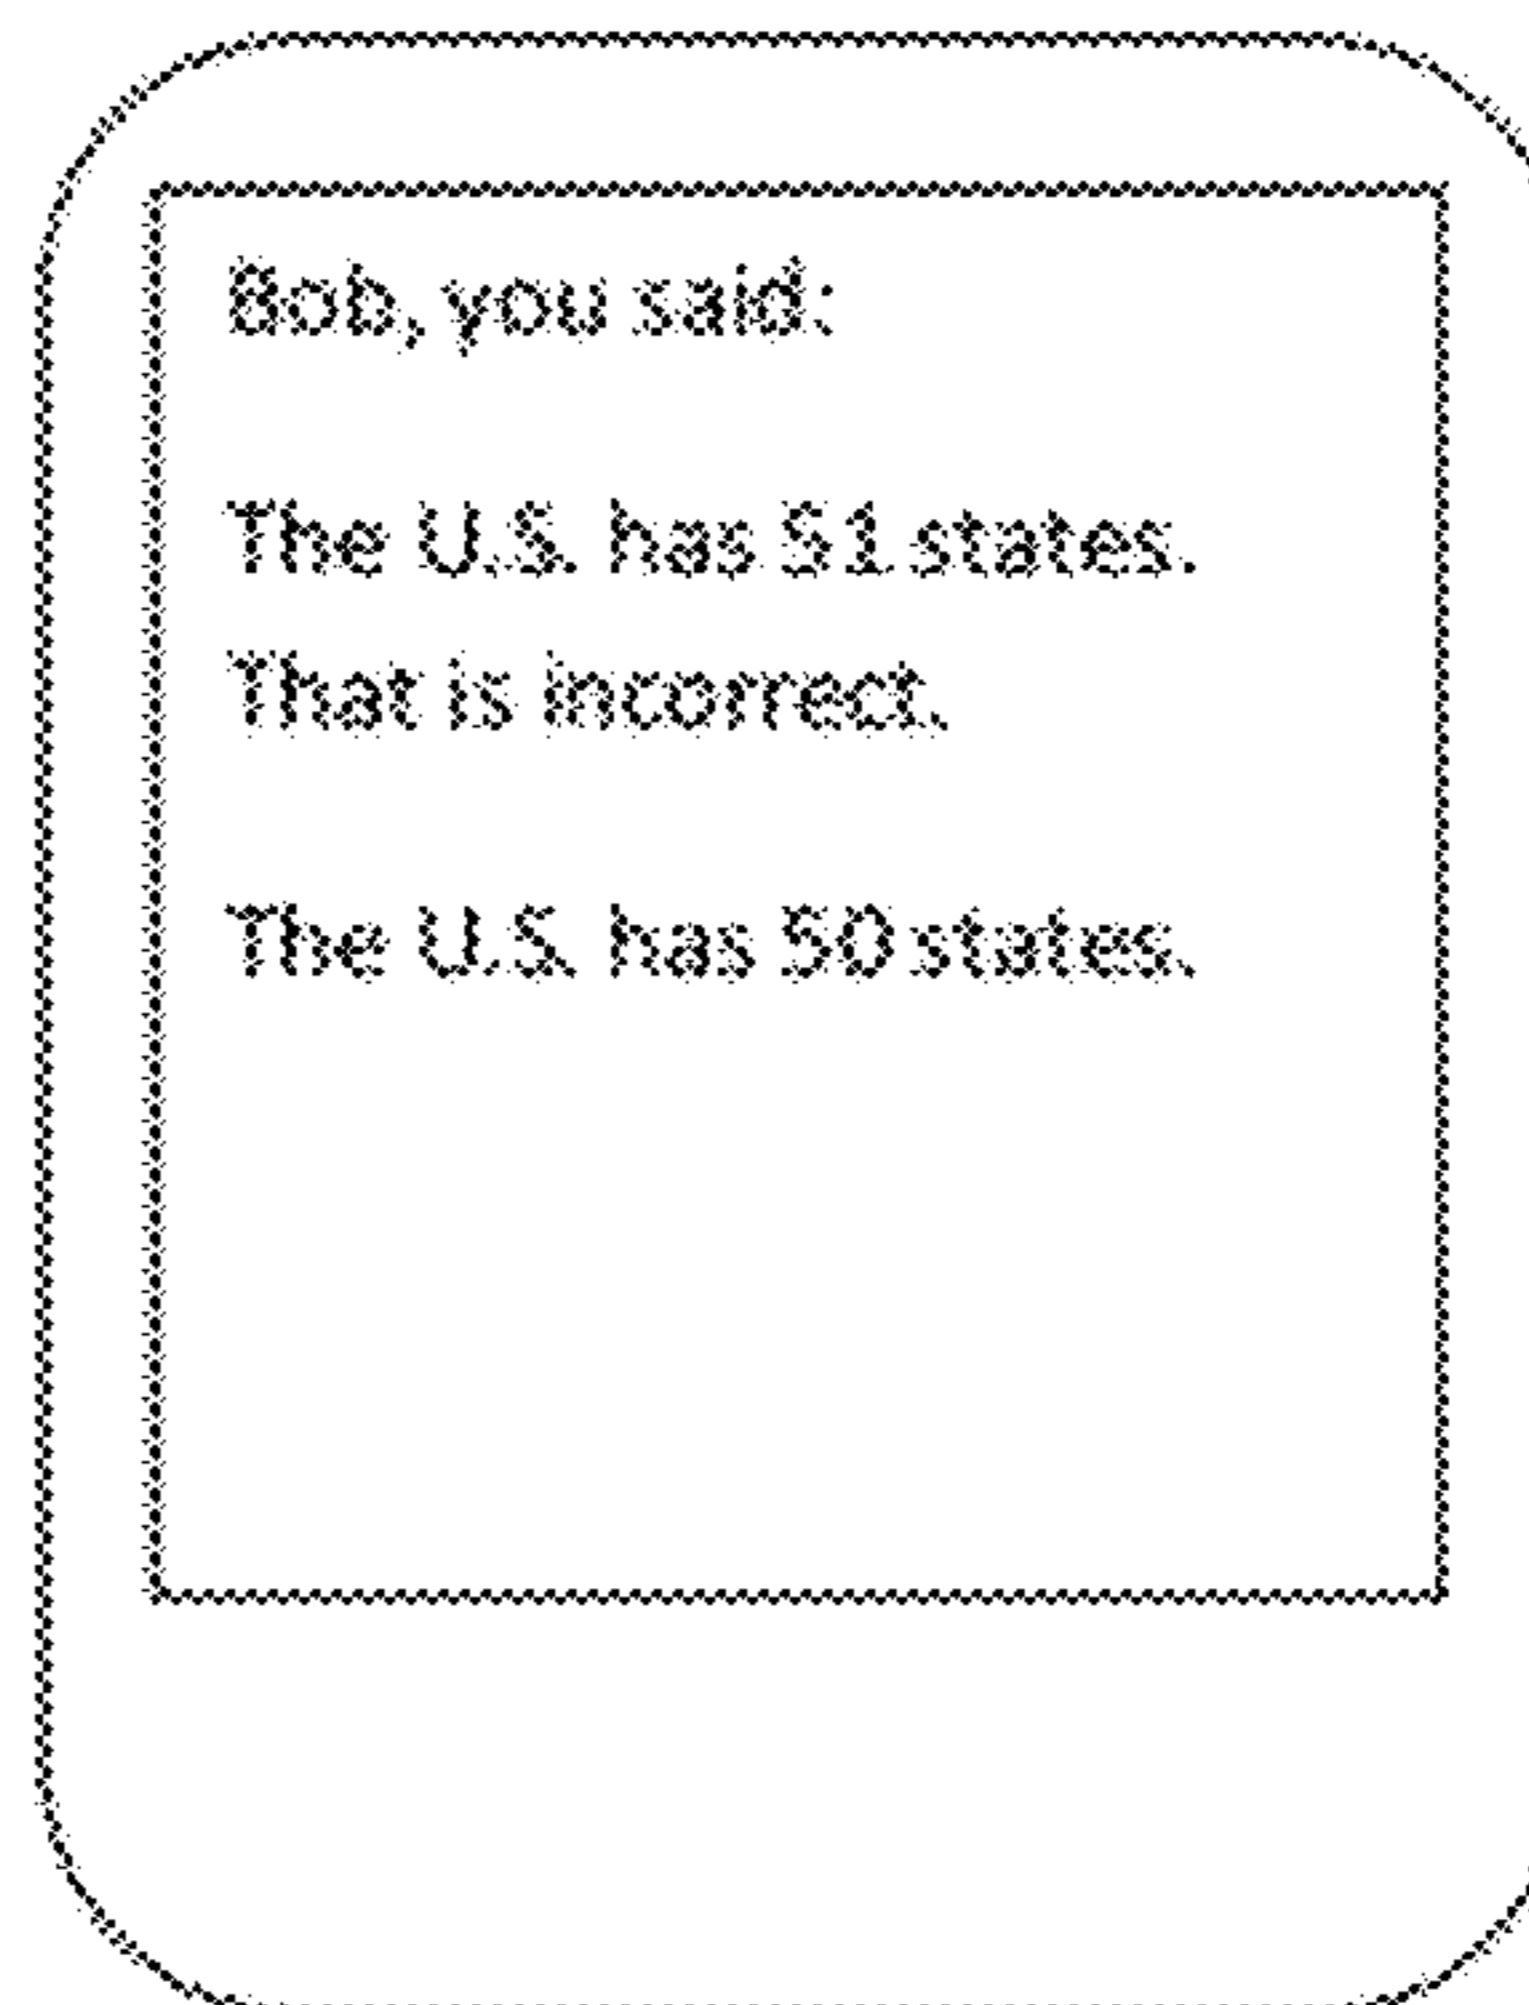 Bob, you said:
The U.S. has 51 states.
That is incorrect.
The U.S. has 50 states.